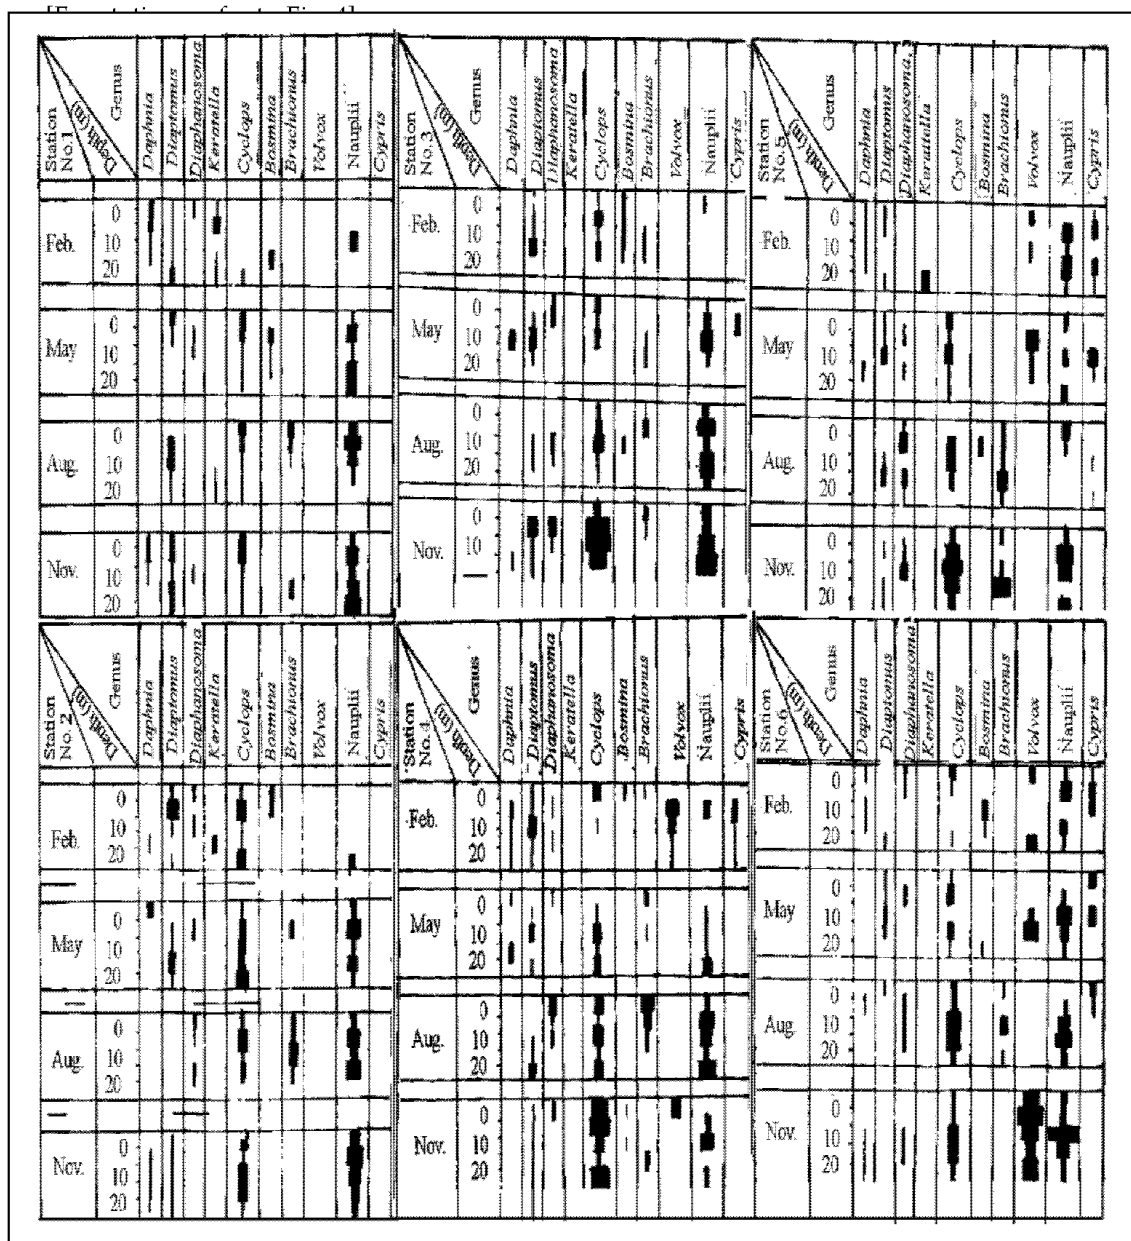 Station No.1 Depth (m) Genus Daphnia Diaptomus Diaphanosoma Keratella Cyclops Bosmina Brachionus Volvox Nauplii Cypris
Feb. 0 10 20
May 0 10 20
Aug. 0 10 20
Nov. 0 10 20
Station No.3 Depth (m) Genus Daphnia Diaptomus Diaphanosoma Keratella Cyclops Bosmina Brachionus Volvox Nauplii Cypris
Feb. 0 10 20
May 0 10 20
Aug. 0 10 20
Nov. 0 10
Station No.5 Depth (m) Genus Daphnia Diaptomus Diaphanosoma Keraitella Cyclops Bosmina Brachionus Volvox Nauplii Cypris
Feb. 0 10 20
May 0 10 20
Aug. 0 10 20
Nov. 0 10 20
Station No.2 Depth (m) Genus Daphnia Diaptomus Diaphanosoma Keratella Cyclops Bosmina Brachionus Volvox Nauplii Cypris
Feb. 0 10 20
May 0 10 20
Aug. 0 10 20
Nov. 0 10 20
Station No.4 Depth (m) Genus Daphnia Diaptomus Diaphanosoma Keratella Cyclops Bosmina Brachionus Volvox Nauplii Cypris
Feb. 0 10 20
May 0 10 20
Aug. 0 10 20
Nov. 0 10 20
Station No.6 Depth (m) Genus Daphnia Diaptomus Diaphanosoma Keratella Cyclops Bosmina Brachionus Volvox Nauplii Cypris
Feb. 0 10 20
May 0 10 20
Aug. 0 10 20
Nov. 0 10 20